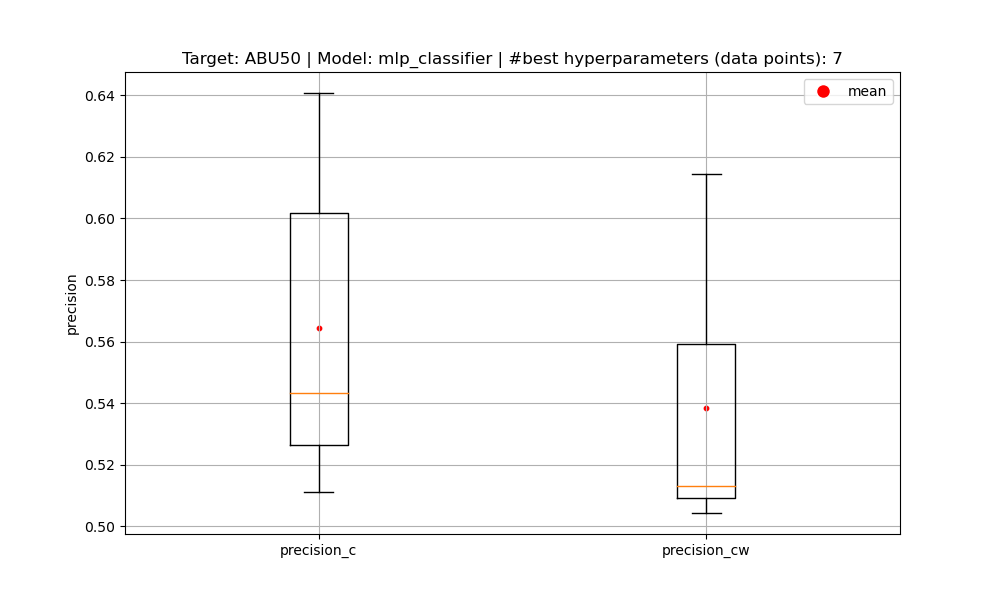 Target: ABU50 | Model: mlp_classifier | #best hyperparameters (data points): 7
mean
precision
0.64
0.62
0.60
0.58
0.56
0.54
0.52
0.50
precision_c
precision_cw